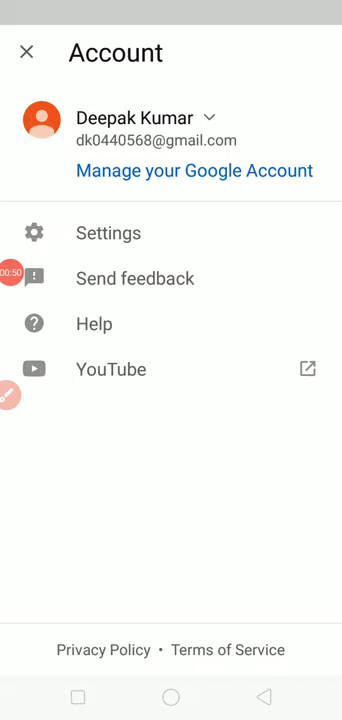 Account
Deepak Kumar
dk0440568@gmail.com
Manage your Google Account
Settings
00:50
Send feedback
Help
YouTube
Privacy Policy • Terms of Service